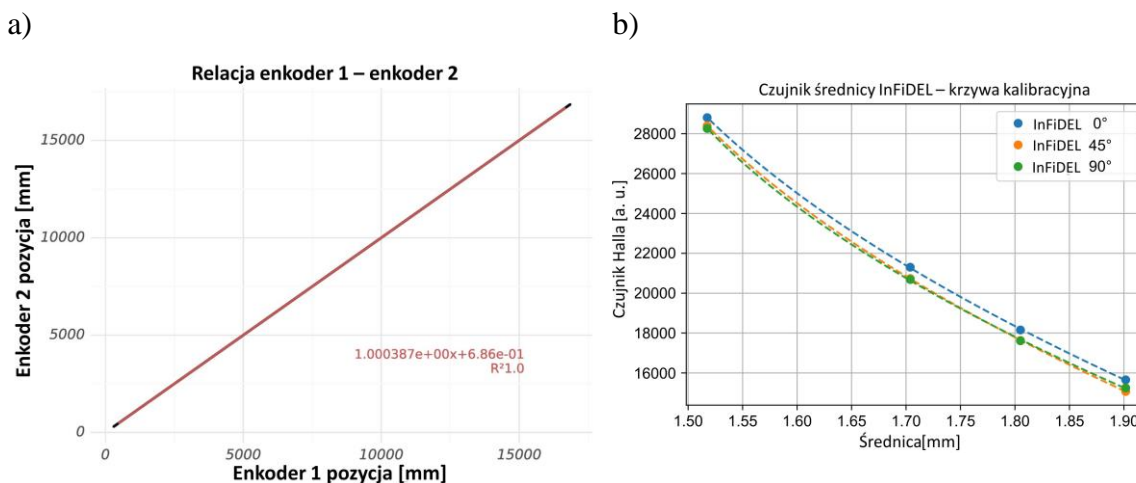 a)
Relacja enkoder 1 – enkoder 2
Enkoder 2 pozycja [mm]
15000
10000
5000
0
1.000387e+00x+6.86e-01
R²1.0
0
5000
10000
15000
Enkoder 1 pozycja [mm]
b)
Czujnik średnicy InFiDEL – krzywa kalibracyjna
Czujnik Halla [a. u.]
28000
26000
24000
22000
20000
18000
16000
InFiDEL 0°
InFiDEL 45°
InFiDEL 90°
1.50
1.55
1.60
1.65
1.70
1.75
1.80
1.85
1.90
Średnica[mm]